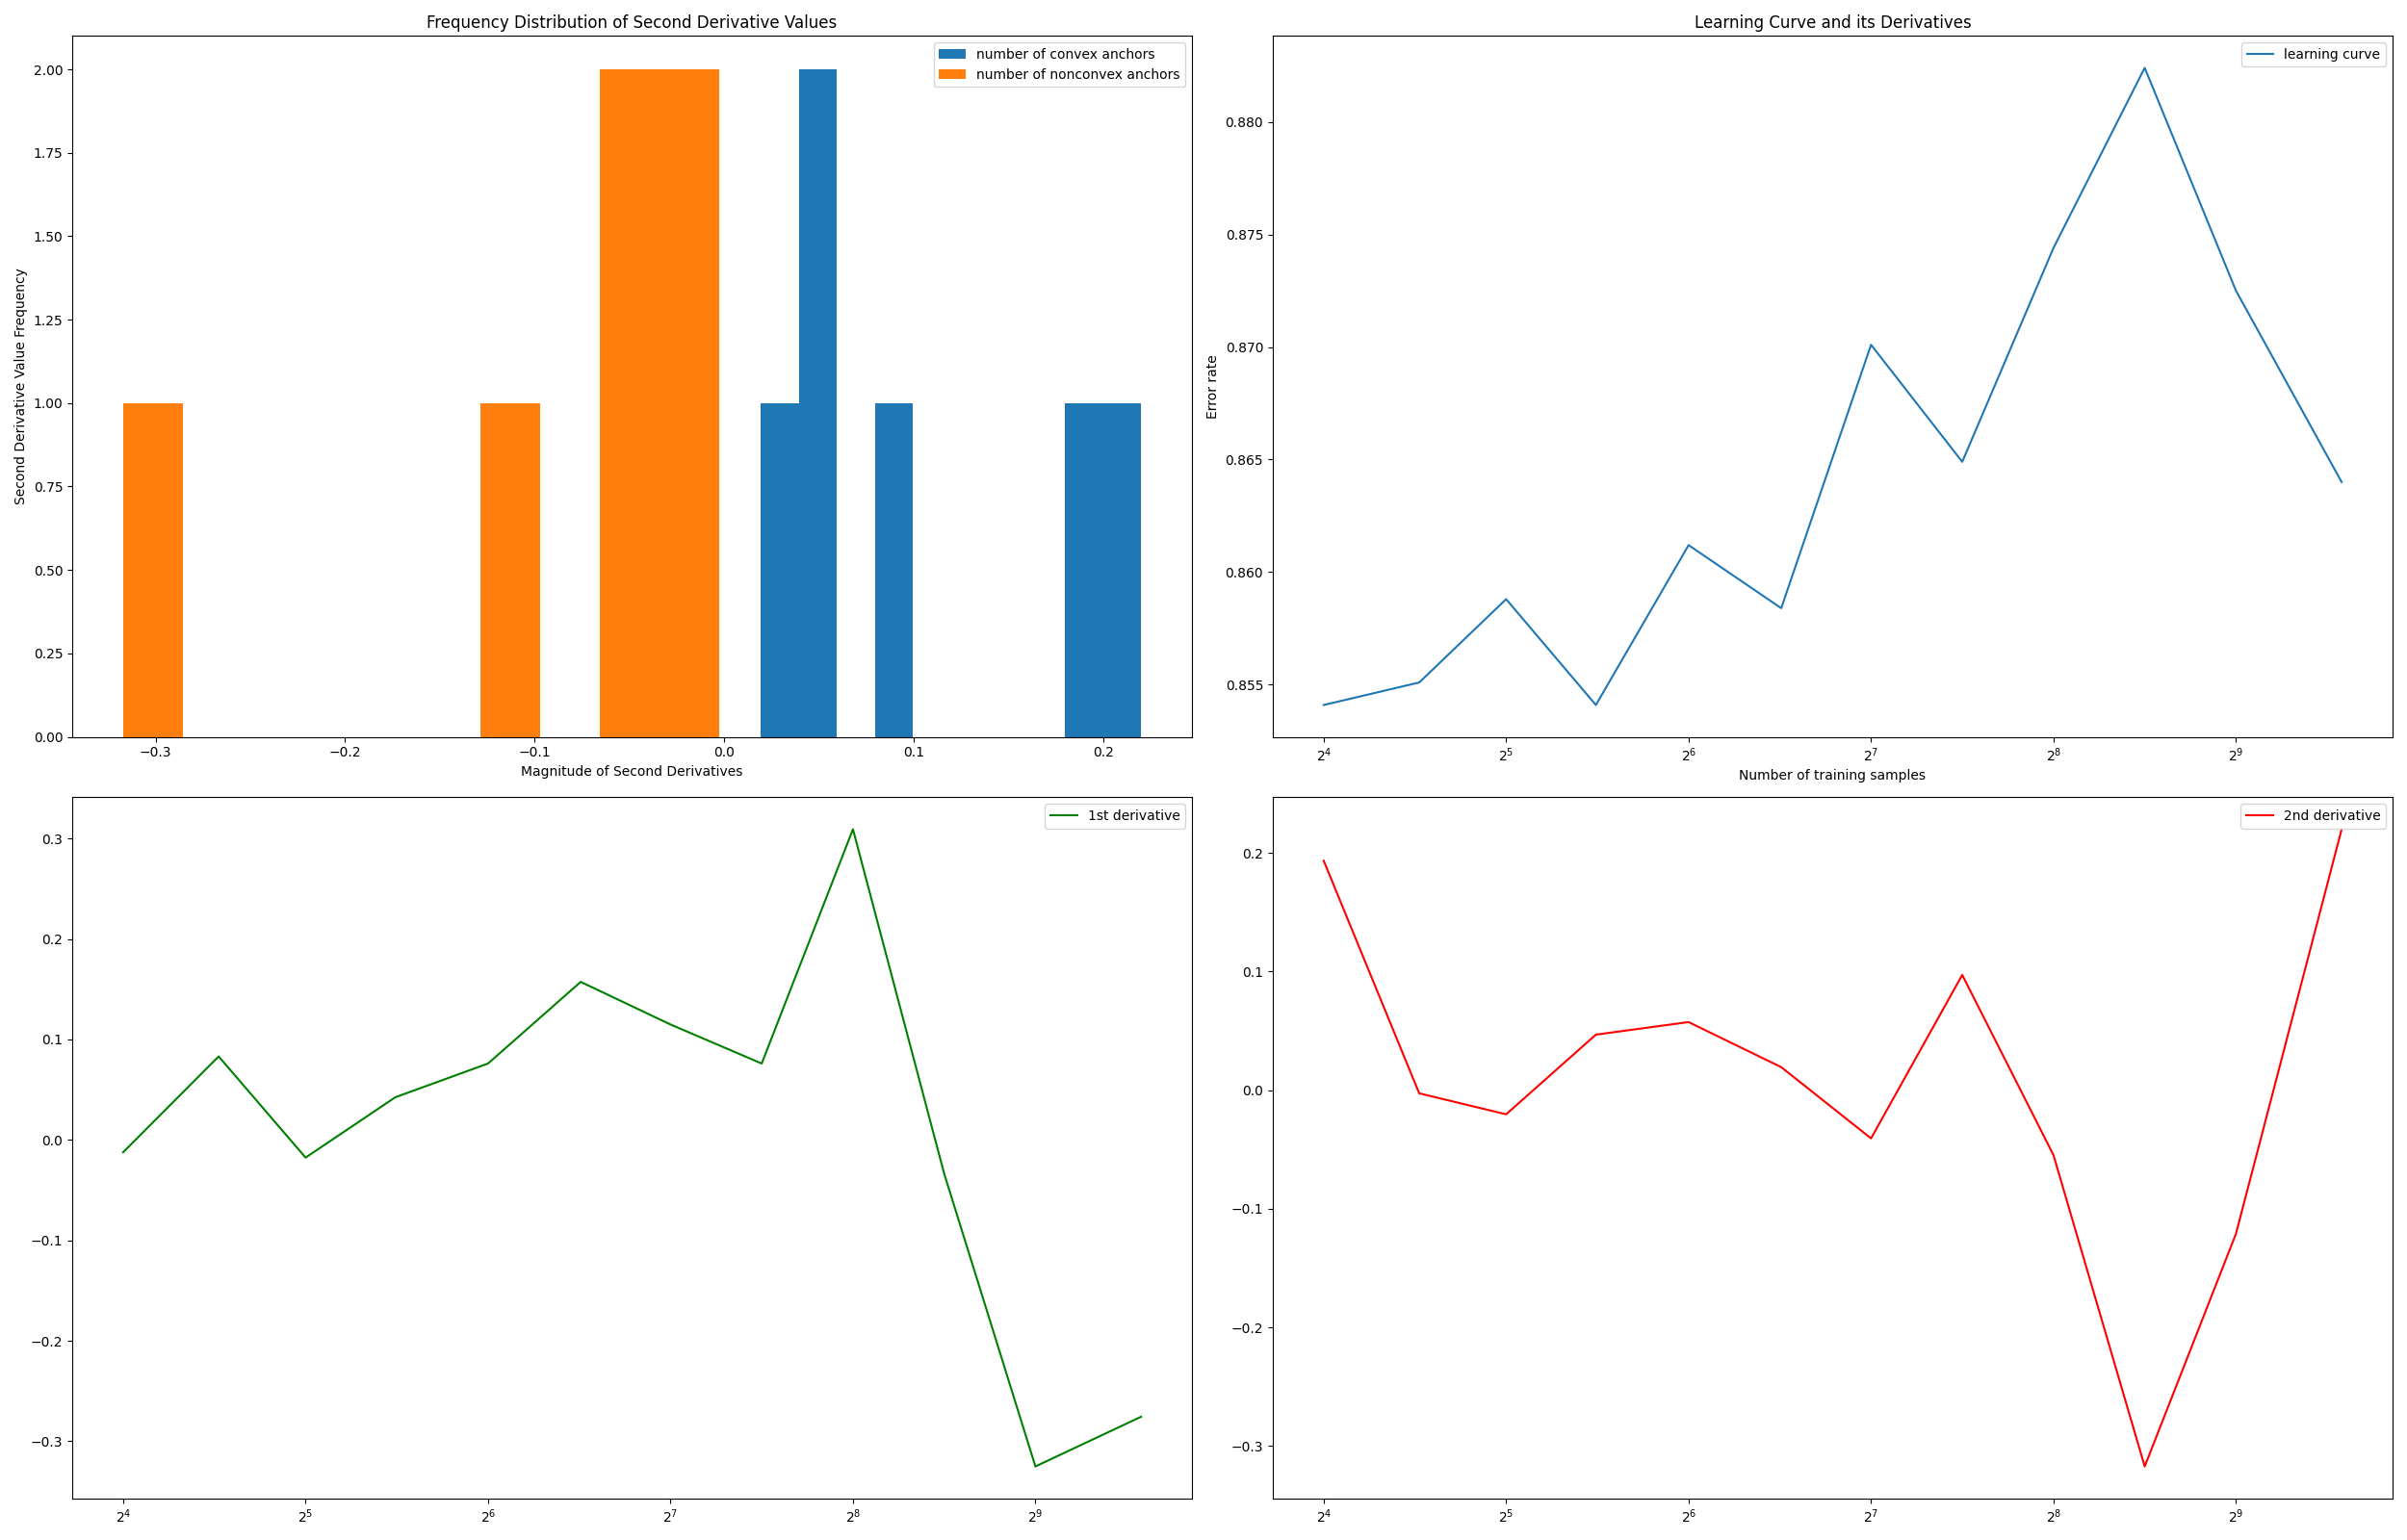 Frequency Distribution of Second Derivative Values
number of convex anchors
number of nonconvex anchors
Second Derivative Value Frequency
2.00
1.75
1.50
1.25
1.00
0.75
0.50
0.25
0.00
−0.3 −0.2 −0.1 0.0 0.1 0.2
Magnitude of Second Derivatives
Learning Curve and its Derivatives
learning curve
Error rate
0.880
0.875
0.870
0.865
0.860
0.855
2⁴ 2⁵ 2⁶ 2⁷ 2⁸ 2⁹
Number of training samples
1st derivative
0.3
0.2
0.1
0.0
−0.1
−0.2
−0.3
2⁴ 2⁵ 2⁶ 2⁷ 2⁸ 2⁹
2nd derivative
0.2
0.1
0.0
−0.1
−0.2
−0.3
2⁴ 2⁵ 2⁶ 2⁷ 2⁸ 2⁹